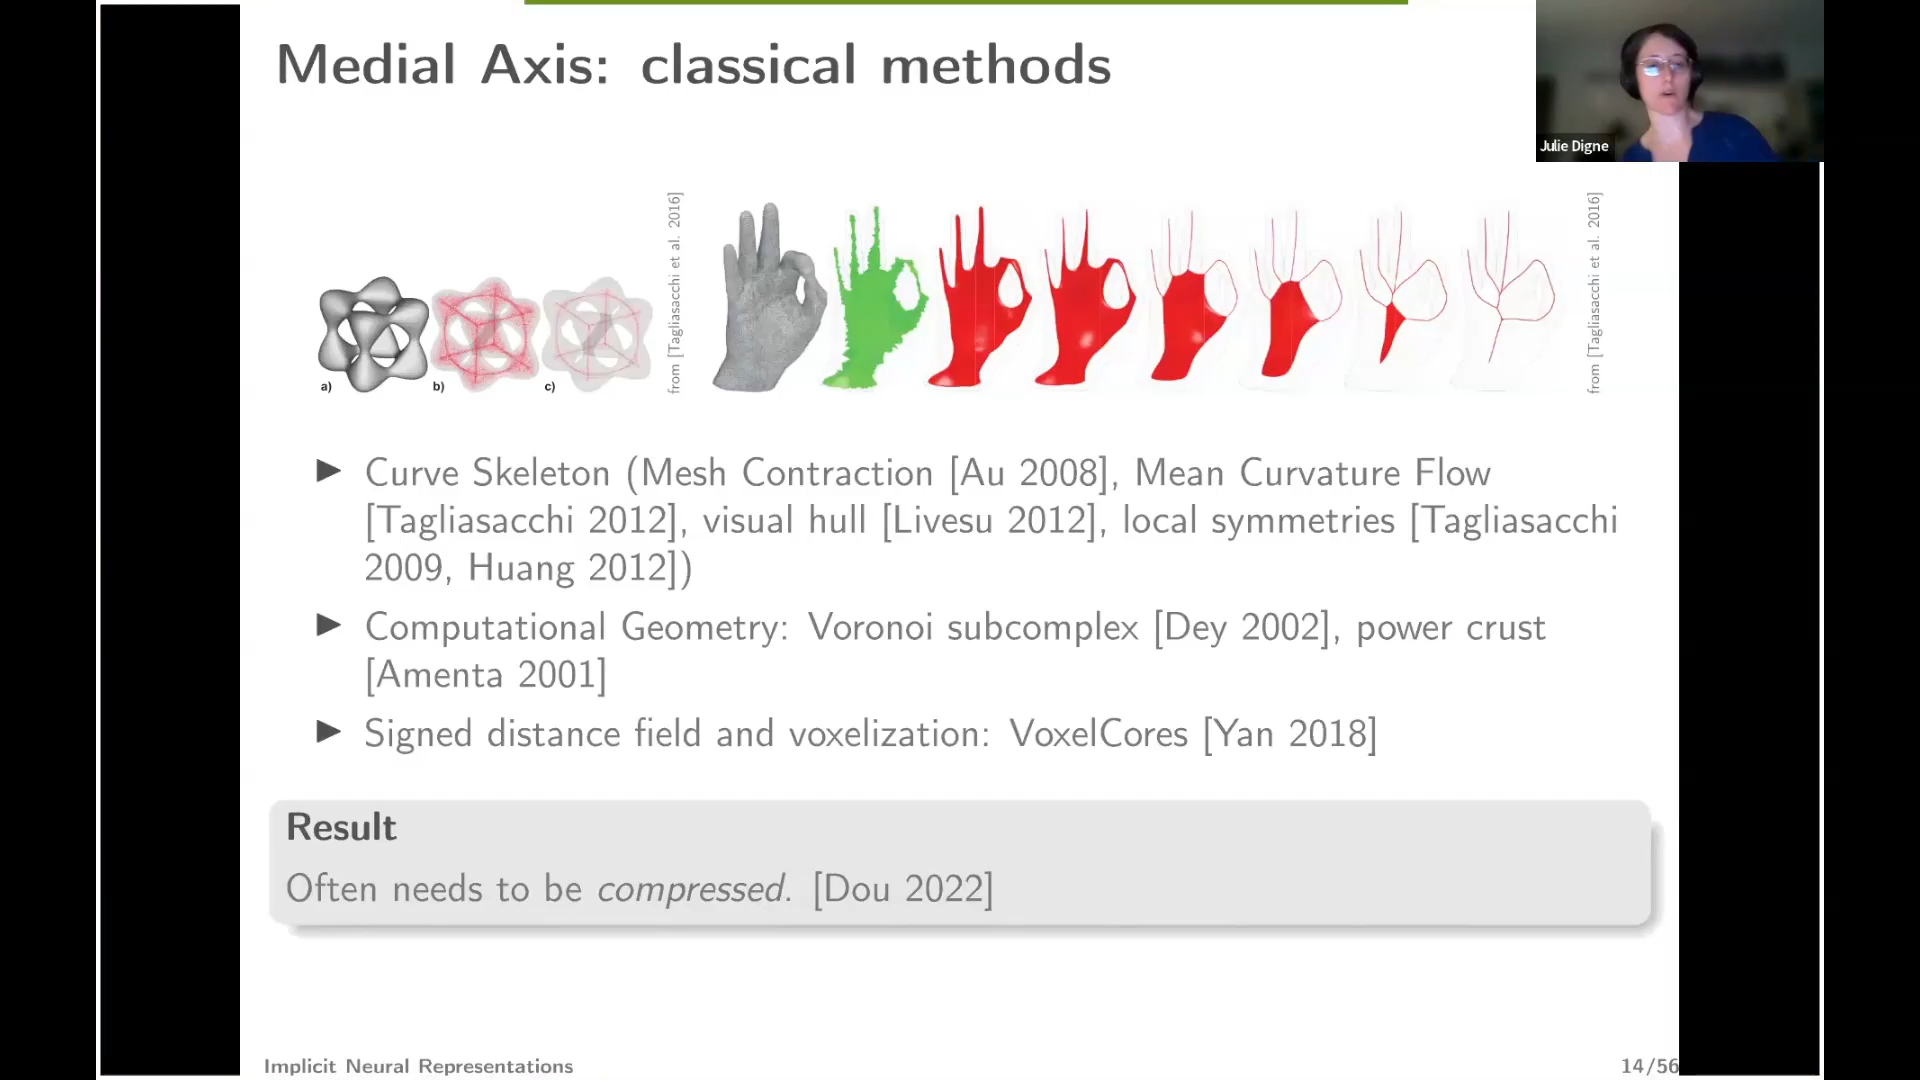 Medial Axis: classical methods
Julie Digne
a)
b)
c)
from [Tagliasacchi et al. 2016]
from [Tagliasacchi et al. 2016]
► Curve Skeleton (Mesh Contraction [Au 2008], Mean Curvature Flow
[Tagliasacchi 2012], visual hull [Livesu 2012], local symmetries [Tagliasacchi
2009, Huang 2012])
► Computational Geometry: Voronoi subcomplex [Dey 2002], power crust
[Amenta 2001]
► Signed distance field and voxelization: VoxelCores [Yan 2018]
Result
Often needs to be compressed. [Dou 2022]
Implicit Neural Representations
14/56